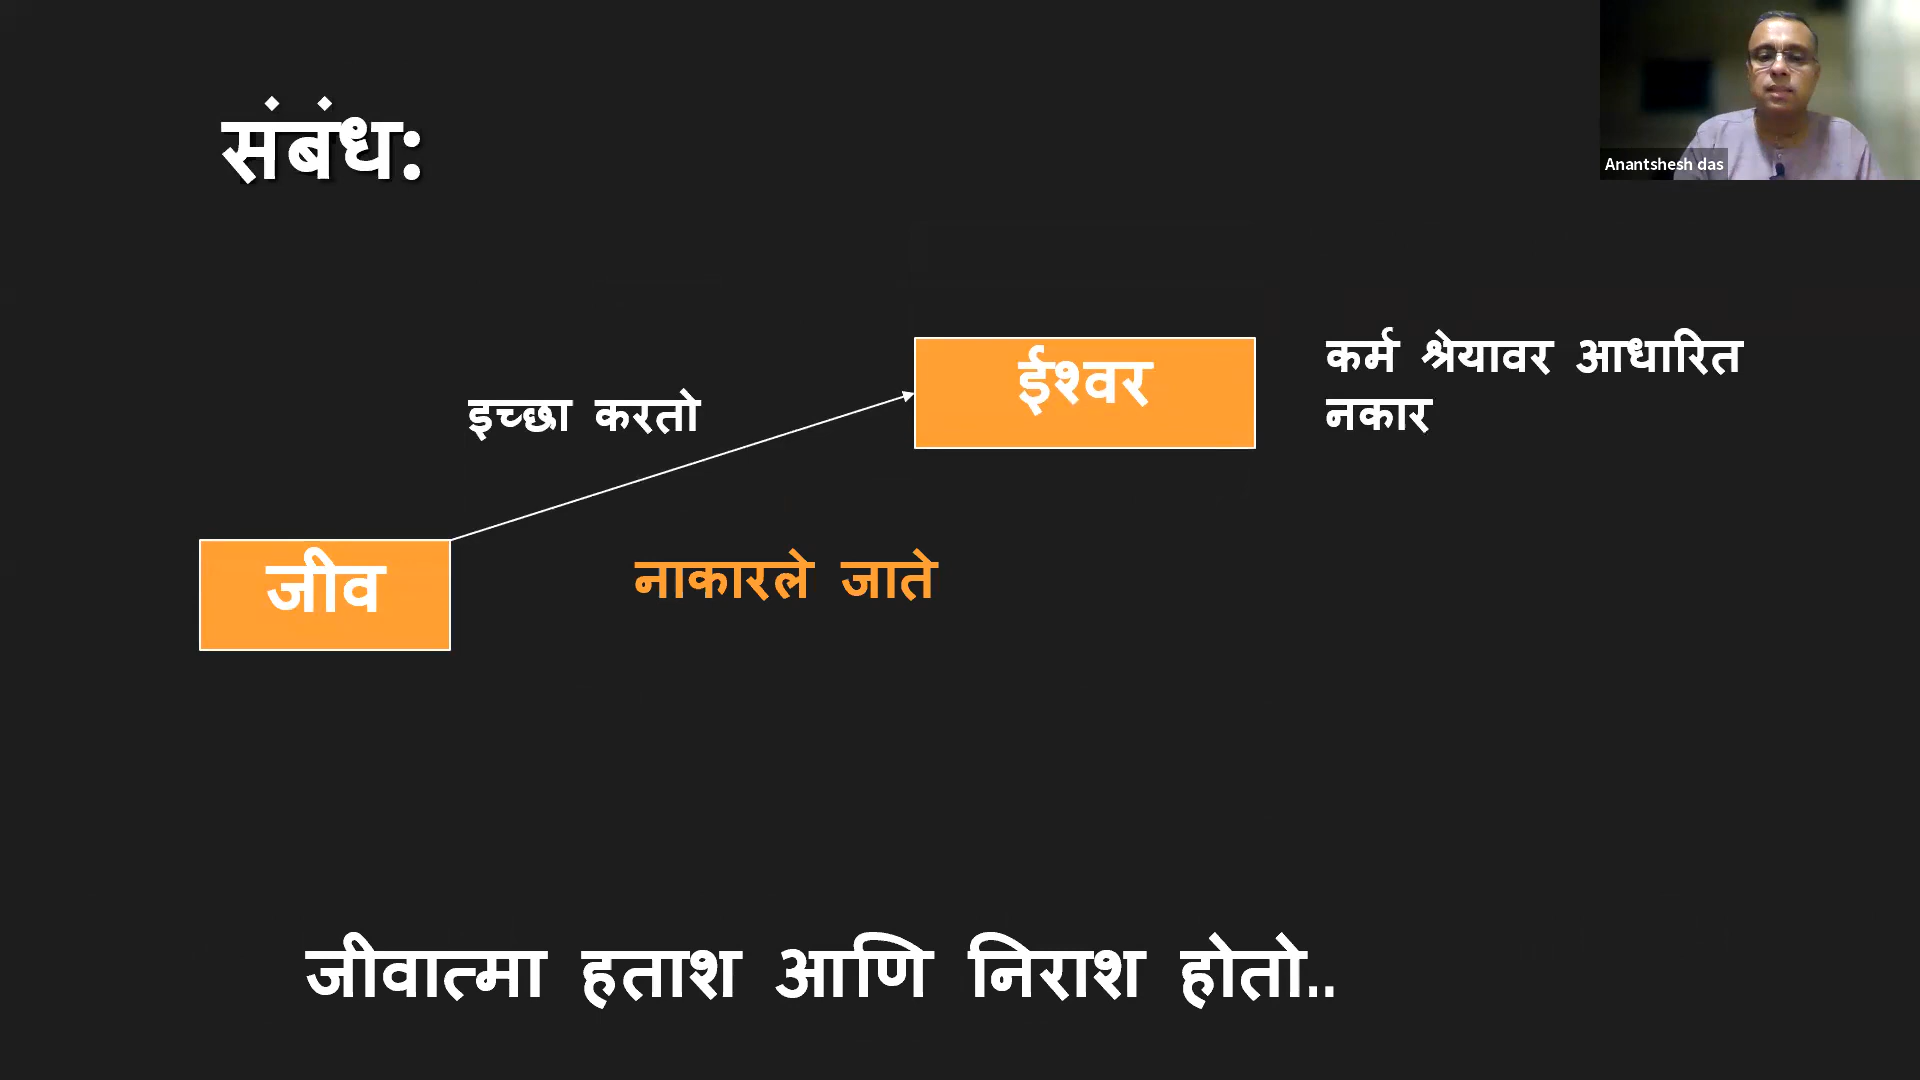 संबंध:
Anantshesh das
ईश्वर
कर्म श्रेयावर आधारित
नकार
इच्छा करतो
जीव
नाकारले जाते
जीवात्मा हताश आणि निराश होतो..